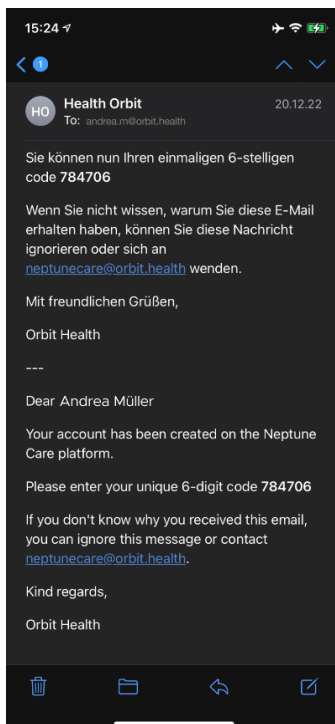 15:24
1
HO
Health Orbit
20.12.22
To: andrea.m@orbit.health
Sie können nun Ihren einmaligen 6-stelligen
code 784706
Wenn Sie nicht wissen, warum Sie diese E-Mail
erhalten haben, können Sie diese Nachricht
ignorieren oder sich an
neptunecare@orbit.health wenden.
Mit freundlichen Grüßen,
Orbit Health
---
Dear Andrea Müller
Your account has been created on the Neptune
Care platform.
Please enter your unique 6-digit code 784706
If you don't know why you received this email,
you can ignore this message or contact
neptunecare@orbit.health.
Kind regards,
Orbit Health